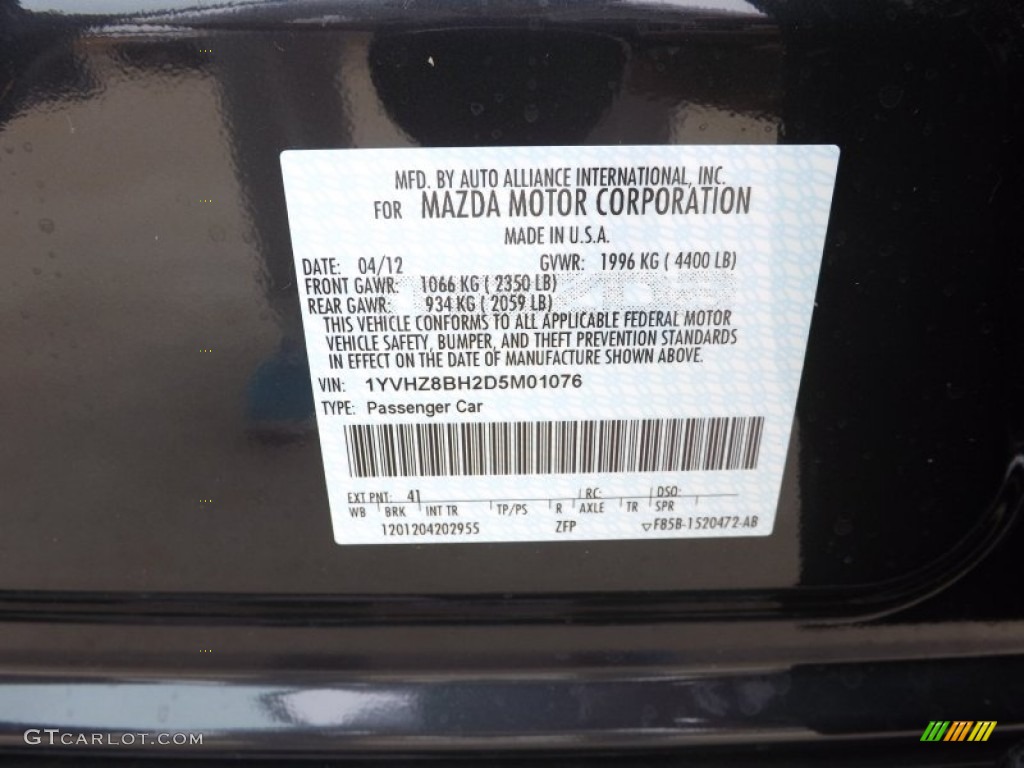 MFD. BY AUTO ALLIANCE INTERNATIONAL, INC.
FOR MAZDA MOTOR CORPORATION
MADE IN U.S.A.
DATE: 04/12 GVWR: 1996 KG ( 4400 LB)
FRONT GAWR: 1066 KG ( 2350 LB)
REAR GAWR: 934 KG ( 2059 LB)
THIS VEHICLE CONFORMS TO ALL APPLICABLE FEDERAL MOTOR
VEHICLE SAFETY, BUMPER, AND THEFT PREVENTION STANDARDS
IN EFFECT ON THE DATE OF MANUFACTURE SHOWN ABOVE.
VIN: 1YVHZ8BH2D5M01076
TYPE: Passenger Car
EXT PNT: 41 RC: DSO:
WB BRK INT TR TP/PS R AXLE TR SPR
1201204202955 ZFP ▽FB5B-1520472-AB
GTCARLOT.COM